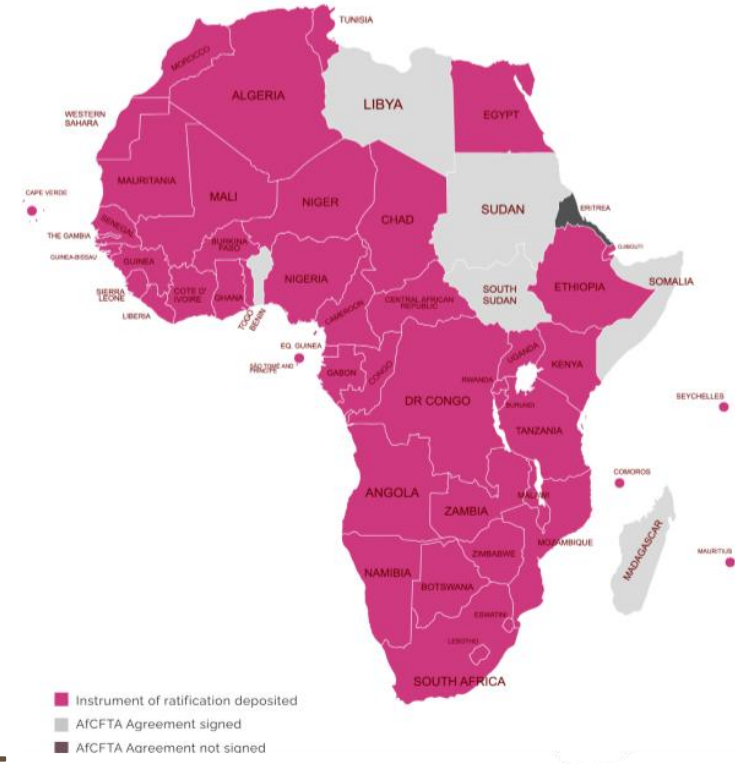 TUNISIA
MOROCCO
ALGERIA
LIBYA
EGYPT
WESTERN
SAHARA
MAURITANIA
MALI
NIGER
CHAD
SUDAN
ERITREA
CAPE VERDE
SENEGAL
THE GAMBIA
GUINEA-BISSAU
GUINEA
BURKINA
FASO
DJIBOUTI
NIGERIA
SIERRA
LEONE
COTE D'
IVOIRE
GHANA
LIBERIA
TOGO
BENIN
CAMEROON
CENTRAL AFRICAN
REPUBLIC
SOUTH
SUDAN
ETHIOPIA
SOMALIA
EQ. GUINEA
SÃO TOMÉ AND
PRINCIPE
GABON
CONGO
UGANDA
KENYA
RWANDA
DR CONGO
BURUNDI
SEYCHELLES
TANZANIA
COMOROS
ANGOLA
MALAWI
ZAMBIA
MOZAMBIQUE
MADAGASCAR
MAURITIUS
ZIMBABWE
NAMIBIA
BOTSWANA
ESWATINI
LESOTHO
SOUTH AFRICA
Instrument of ratification deposited
AfCFTA Agreement signed
AfCFTA Agreement not signed